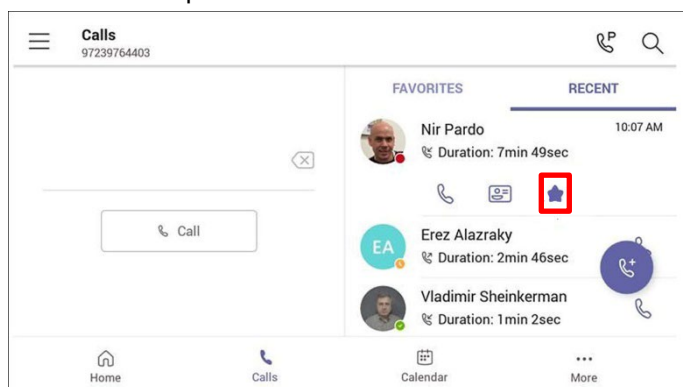 Calls
97239764403
P
FAVORITES
RECENT
Nir Pardo
10:07 AM
Duration: 7min 49sec
Call
EA
Erez Alazraky
Duration: 2min 46sec
Vladimir Sheinkerman
Duration: 1min 2sec
Home
Calls
Calendar
More